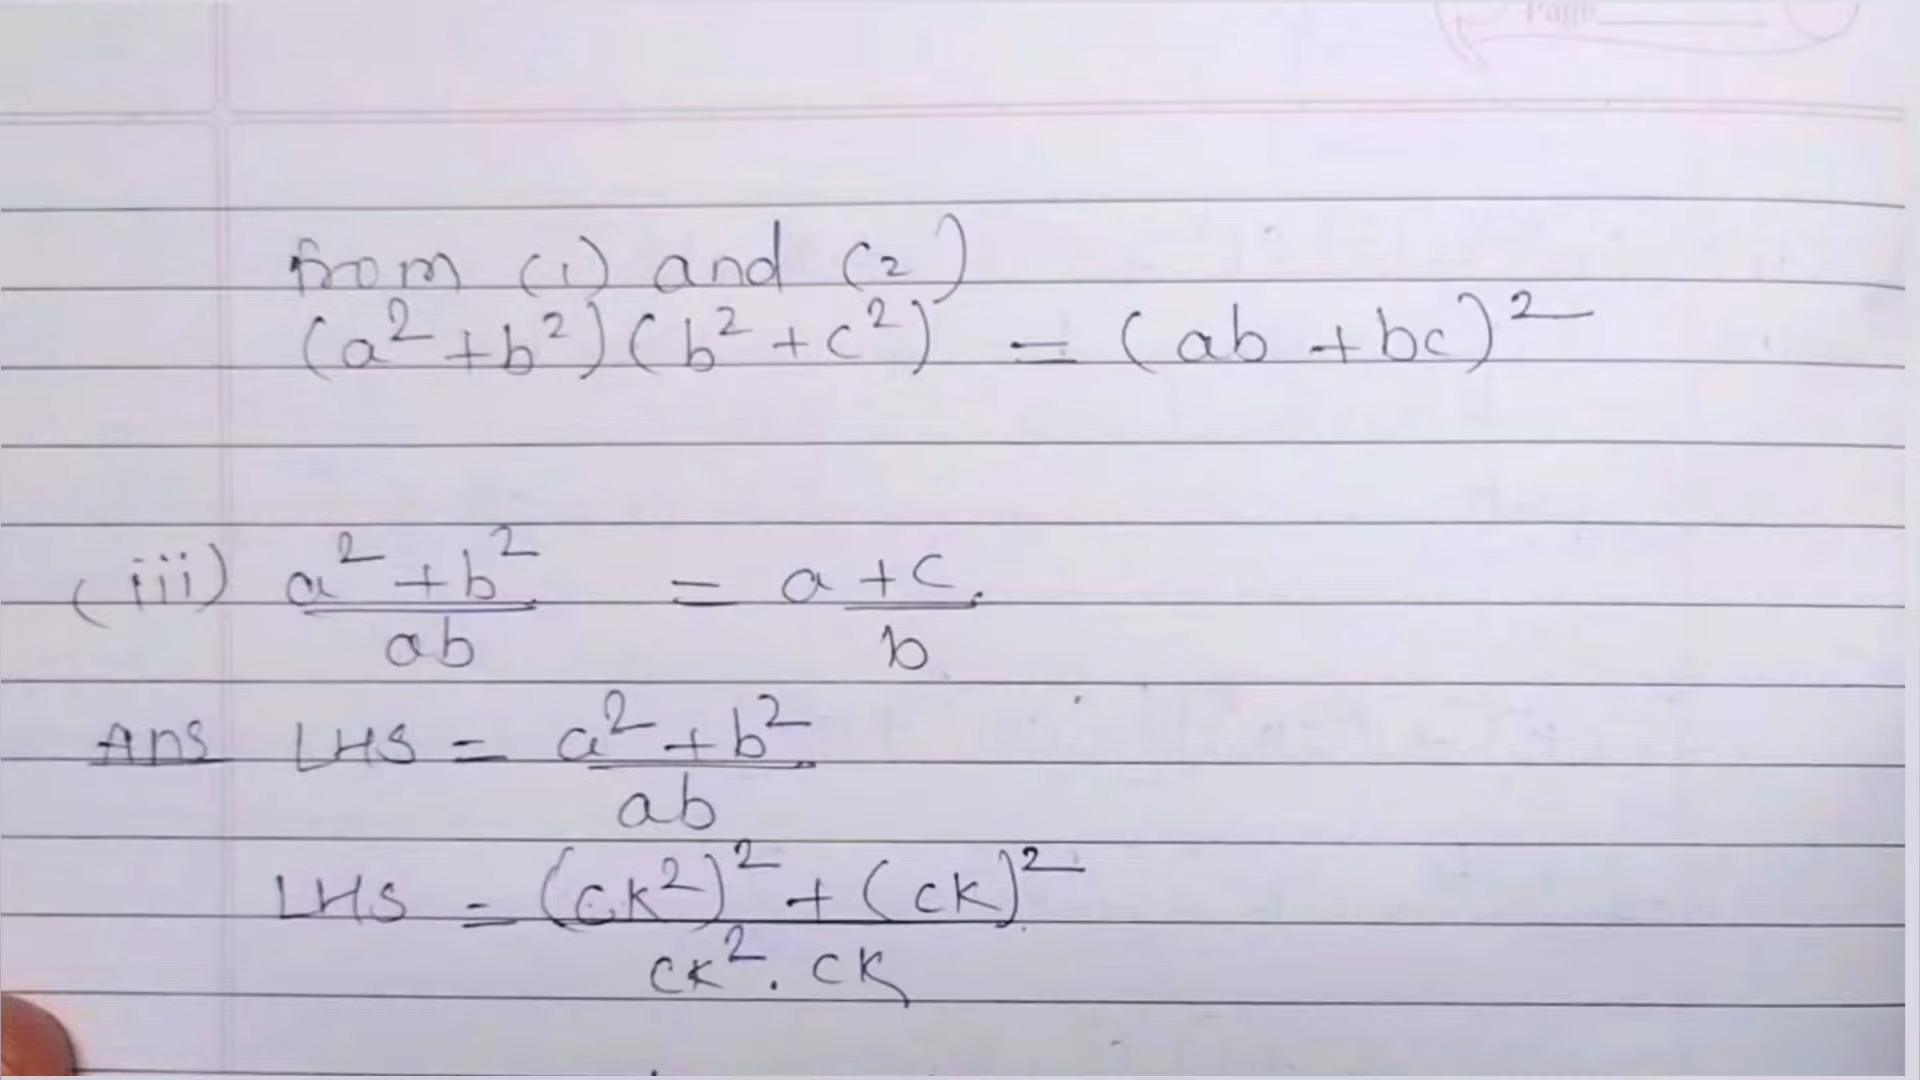 Page
from (1) and (2)
(a²+b²)(b²+c²) = (ab+bc)²
(iii) a²+b²/ab = a+c/b
Ans LHS = a²+b²/ab
LHS = (ck²)²+(ck)²/ck².ck